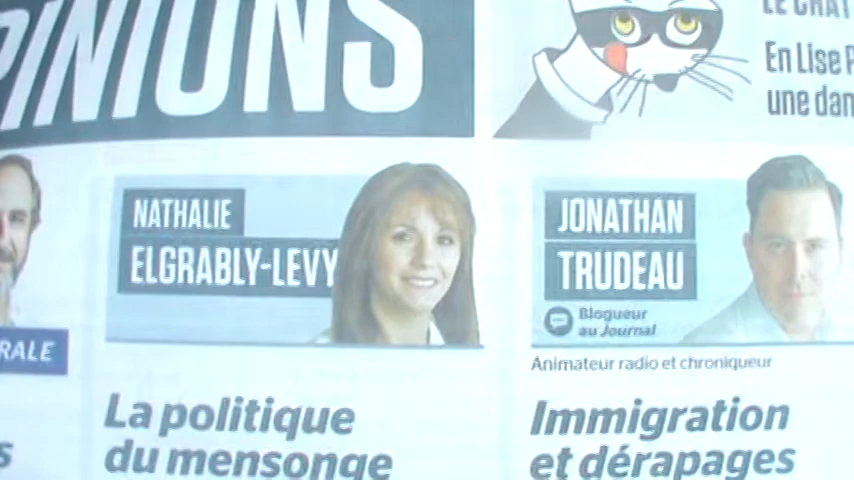 PINIONS
LE CHAT
En Lise P
une dan
NATHALIE
ELGRABLY-LEVY
JONATHAN
TRUDEAU
Blogueur
au Journal
RALE
Animateur radio et chroniqueur
La politique
du mensonge
Immigration
et dérapages
s